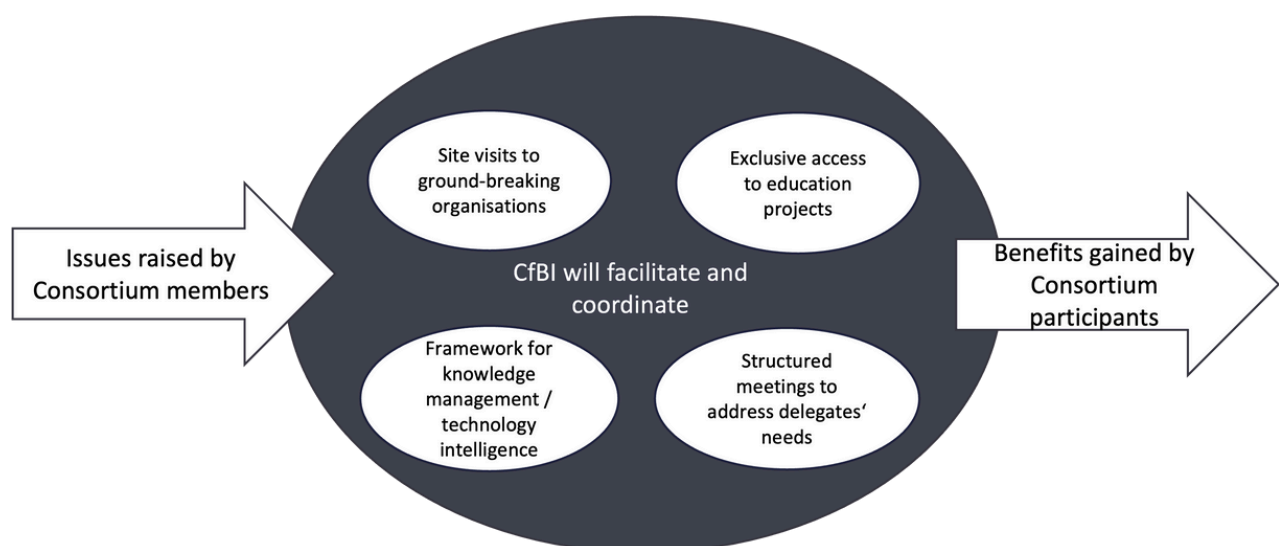 Issues raised by
Consortium members
Site visits to
ground-breaking
organisations
Exclusive access
to education
projects
CfBI will facilitate and
coordinate
Framework for
knowledge
management /
technology
intelligence
Structured
meetings to
address delegates‘
needs
Benefits gained by
Consortium
participants